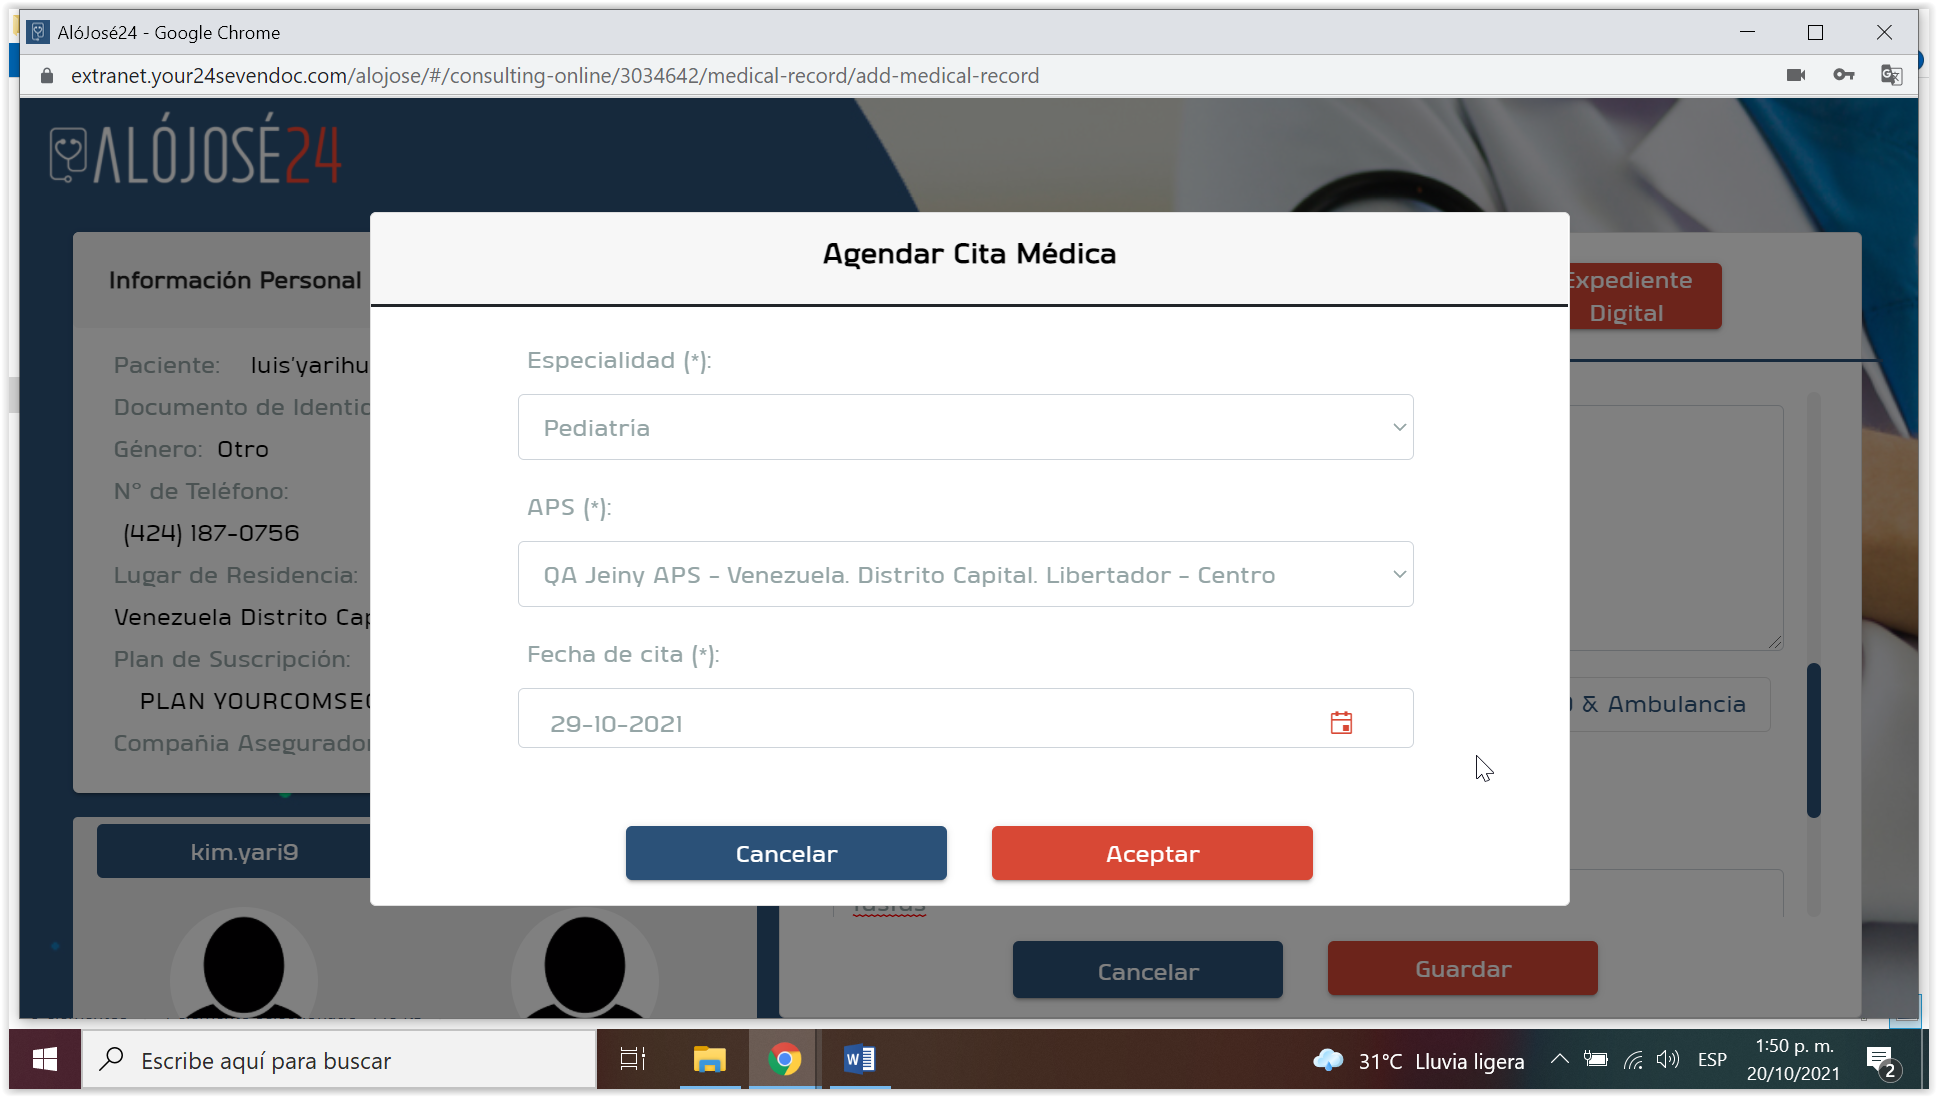 AlóJosé24 - Google Chrome
extranet.your24sevendoc.com/alojose/#/consulting-online/3034642/medical-record/add-medical-record
ALÓJOSÉ24
Agendar Cita Médica
Información Personal
Expediente
Digital
Paciente: luis'yarihu
Documento de Identid
Género: Otro
N° de Teléfono:
(424) 187-0756
Lugar de Residencia:
Venezuela Distrito Cap
Plan de Suscripción:
PLAN YOURCOMSEG
Compañia Asegurador
kim.yari9
Especialidad (*):
Pediatría
APS (*):
QA Jeiny APS - Venezuela. Distrito Capital. Libertador - Centro
Fecha de cita (*):
29-10-2021
Cancelar
Aceptar
& Ambulancia
Cancelar
Guardar
Escribe aquí para buscar
31°C Lluvia ligera
ESP
1:50 p. m.
20/10/2021
2